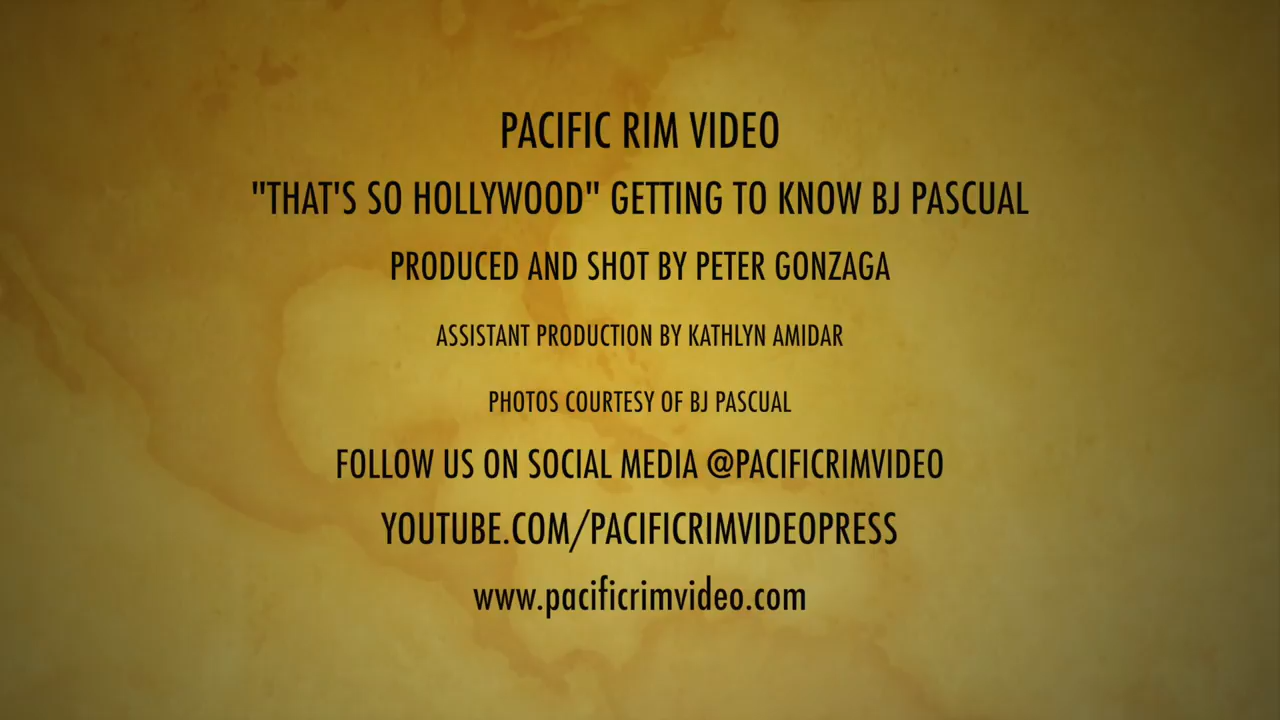 PACIFIC RIM VIDEO
"THAT'S SO HOLLYWOOD" GETTING TO KNOW BJ PASCUAL
PRODUCED AND SHOT BY PETER GONZAGA
ASSISTANT PRODUCTION BY KATHLYN AMIDAR
PHOTOS COURTESY OF BJ PASCUAL
FOLLOW US ON SOCIAL MEDIA @PACIFICRIMVIDEO
YOUTUBE.COM/PACIFICRIMVIDEOPRESS
www.pacificrimvideo.com